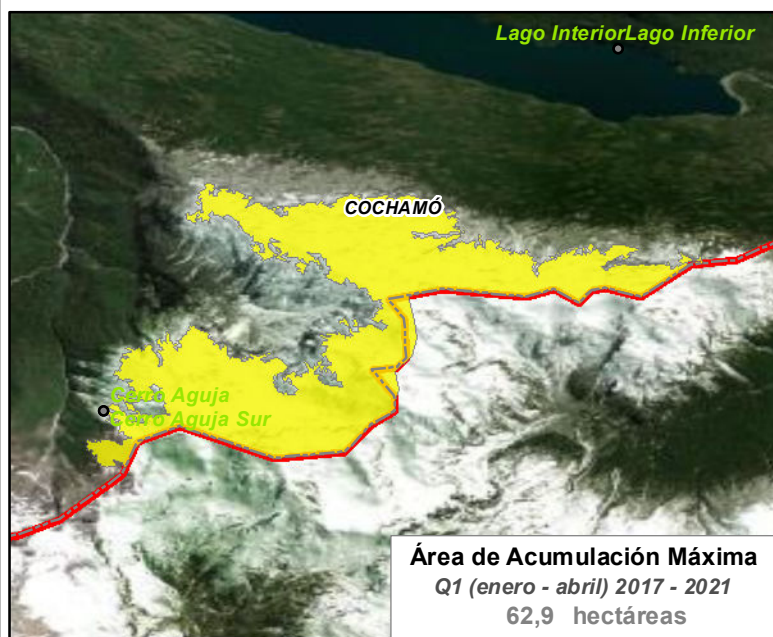 Lago InteriorLago Inferior
COCHAMÓ
Cerro Aguja
Cerro Aguja Sur
Área de Acumulación Máxima
Q1 (enero - abril) 2017 - 2021
62,9 hectáreas